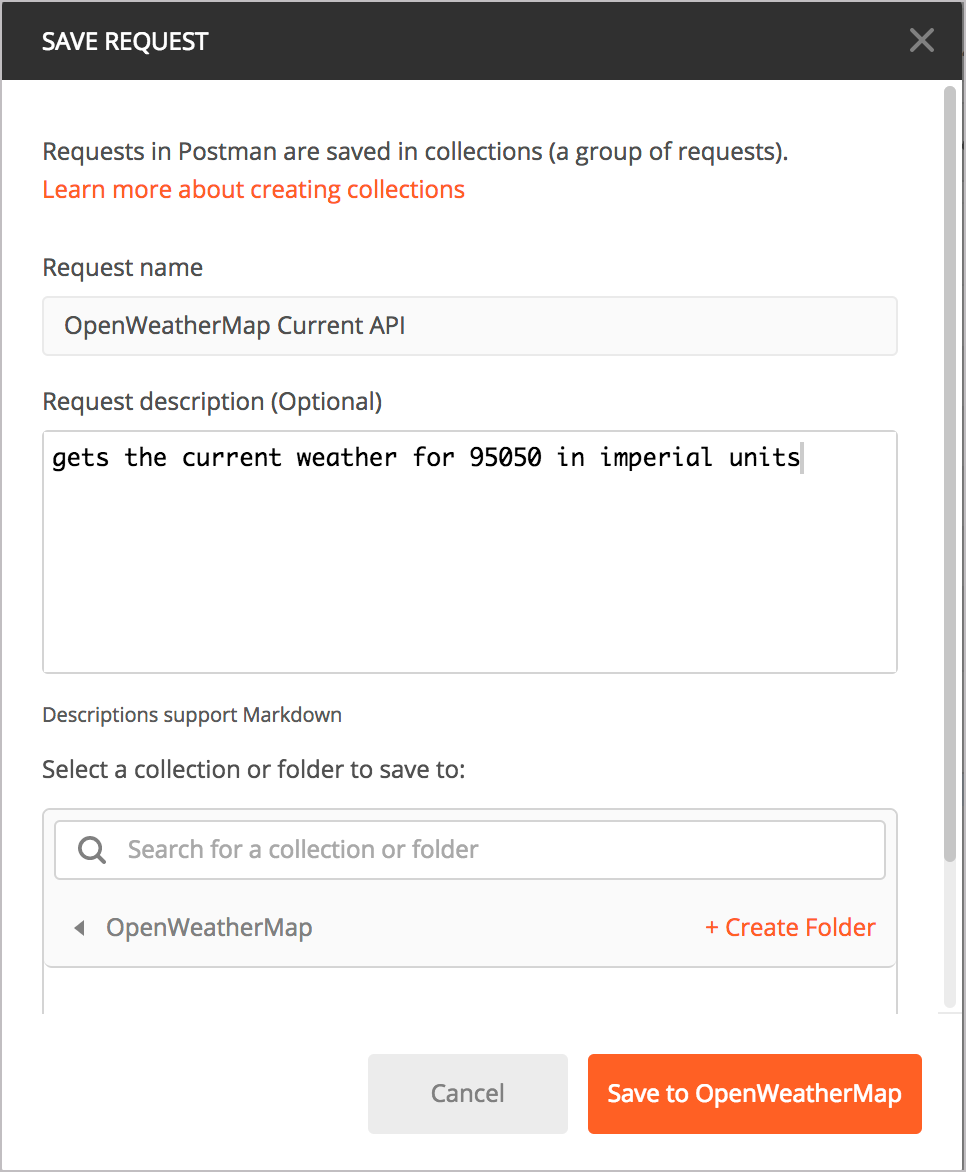 SAVE REQUEST
Requests in Postman are saved in collections (a group of requests).
Learn more about creating collections
Request name
OpenWeatherMap Current API
Request description (Optional)
gets the current weather for 95050 in imperial units
Descriptions support Markdown
Select a collection or folder to save to:
Search for a collection or folder
OpenWeatherMap + Create Folder
Cancel Save to OpenWeatherMap